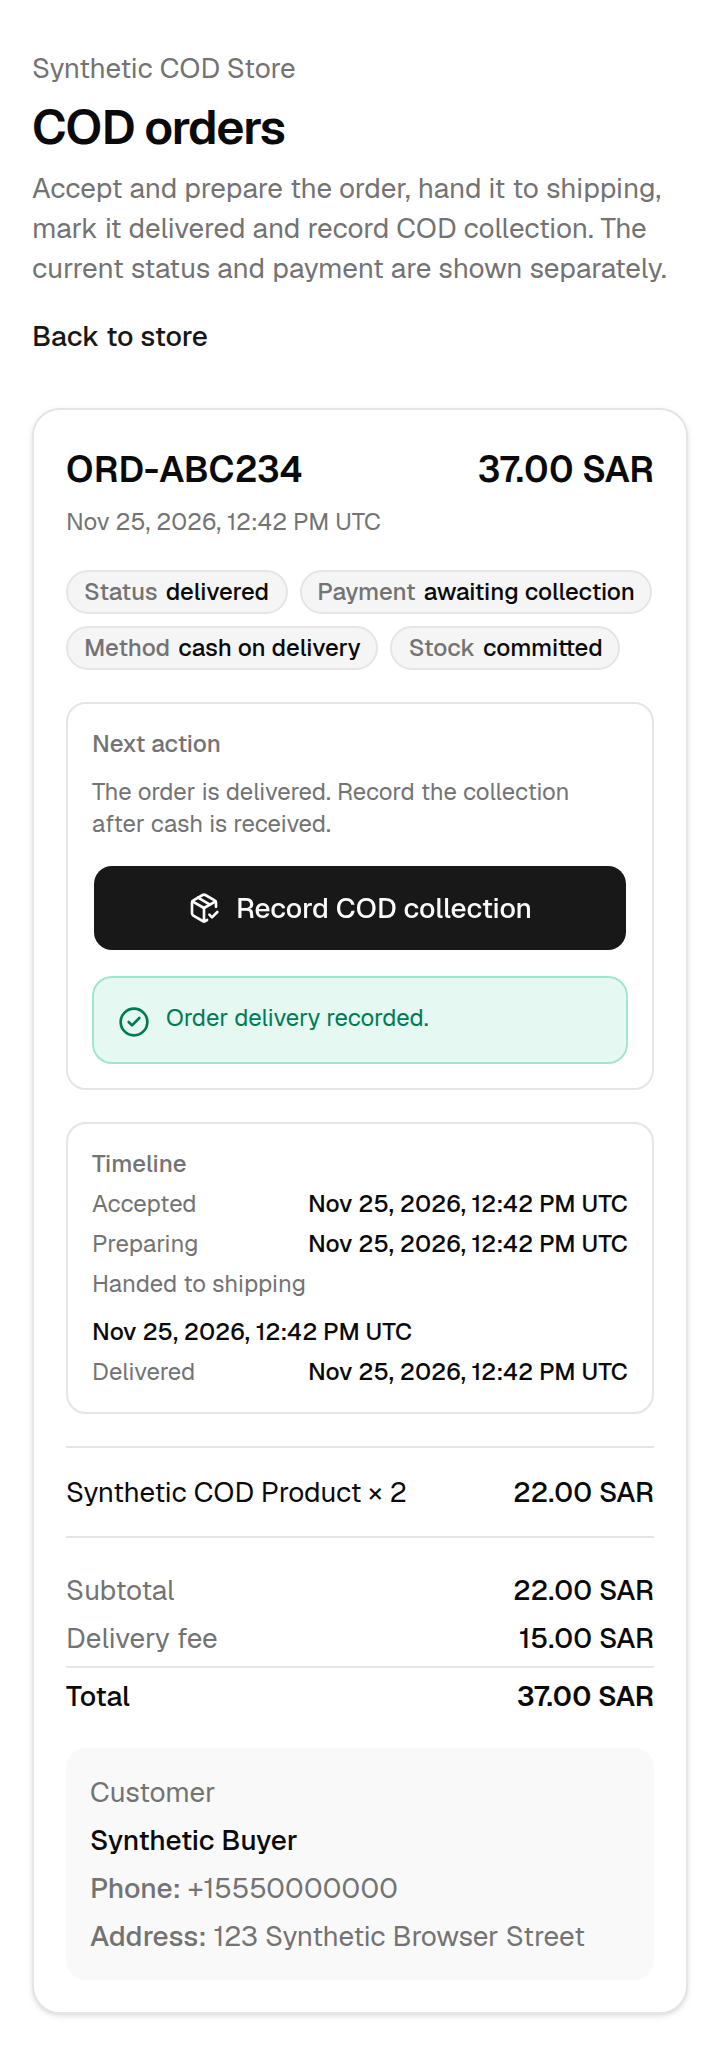 Synthetic COD Store
COD orders
Accept and prepare the order, hand it to shipping,
mark it delivered and record COD collection. The
current status and payment are shown separately.
Back to store
ORD-ABC234 37.00 SAR
Nov 25, 2026, 12:42 PM UTC
Status delivered Payment awaiting collection
Method cash on delivery Stock committed
Next action
The order is delivered. Record the collection
after cash is received.
Record COD collection
Order delivery recorded.
Timeline
Accepted Nov 25, 2026, 12:42 PM UTC
Preparing Nov 25, 2026, 12:42 PM UTC
Handed to shipping
Nov 25, 2026, 12:42 PM UTC
Delivered Nov 25, 2026, 12:42 PM UTC
Synthetic COD Product × 2 22.00 SAR
Subtotal 22.00 SAR
Delivery fee 15.00 SAR
Total 37.00 SAR
Customer
Synthetic Buyer
Phone: +15550000000
Address: 123 Synthetic Browser Street